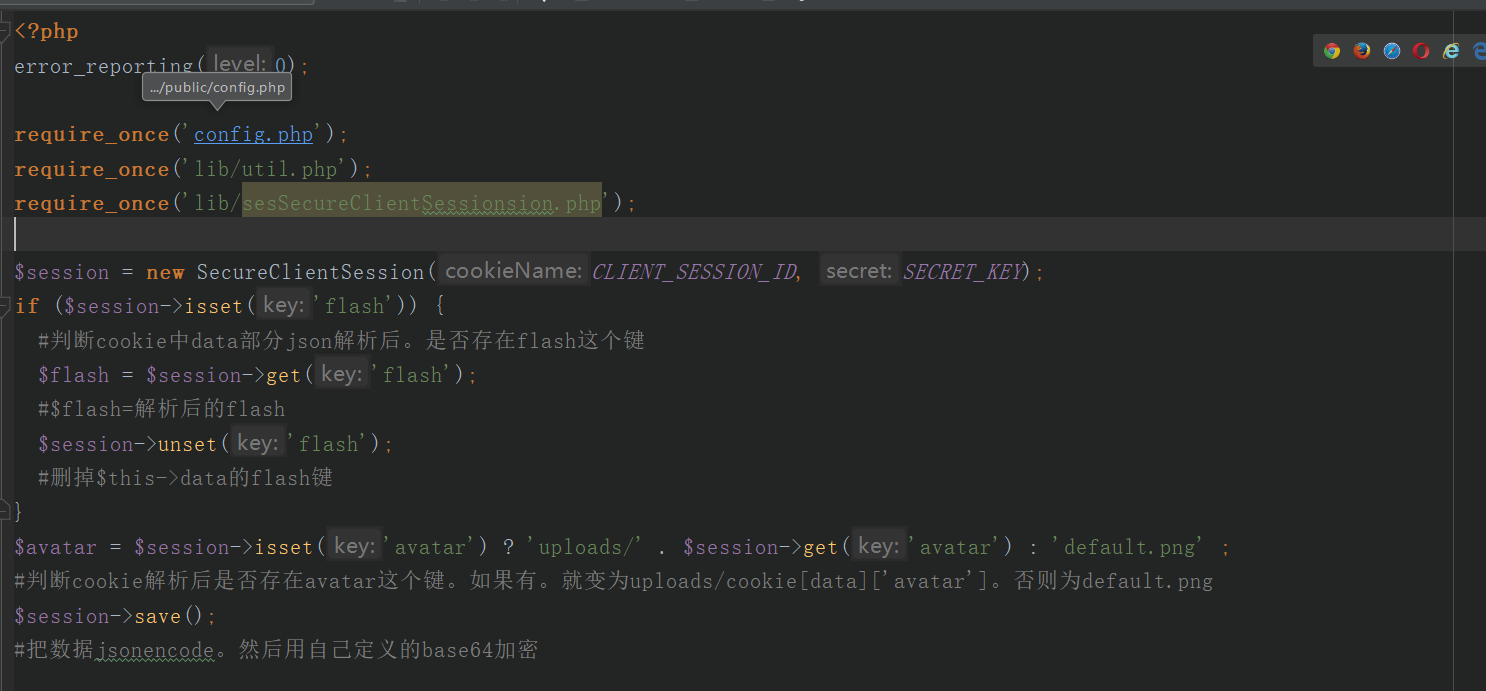 <?php
error_reporting( level: 0);
.../public/config.php
require_once('config.php');
require_once('lib/util.php');
require_once('lib/sesSecureClientSessionsion.php');
$session = new SecureClientSession( cookieName: CLIENT_SESSION_ID, secret: SECRET_KEY);
if ($session->isset( key: 'flash')) {
#判断cookie中data部分json解析后。是否存在flash这个键
$flash = $session->get( key: 'flash');
#$flash=解析后的flash
$session->unset( key: 'flash');
#删掉$this->data的flash键
}
$avatar = $session->isset( key: 'avatar') ? 'uploads/' . $session->get( key: 'avatar') : 'default.png' ;
#判断cookie解析后是否存在avatar这个键。如果有。就变为uploads/cookie[data]['avatar']。否则为default.png
$session->save();
#把数据jsonencode。然后用自己定义的base64加密